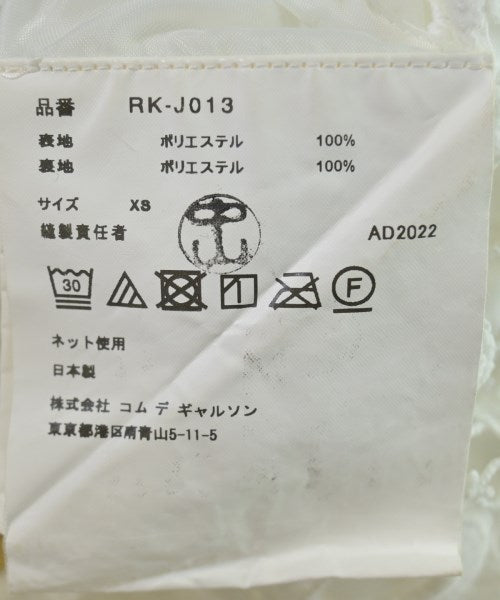 品番 RK-J013
表地 ポリエステル 100%
裏地 ポリエステル 100%
サイズ XS
縫製責任者 AD2022
30 F
ネット使用
日本製
株式会社 コム デ ギャルソン
東京都港区南青山5-11-5